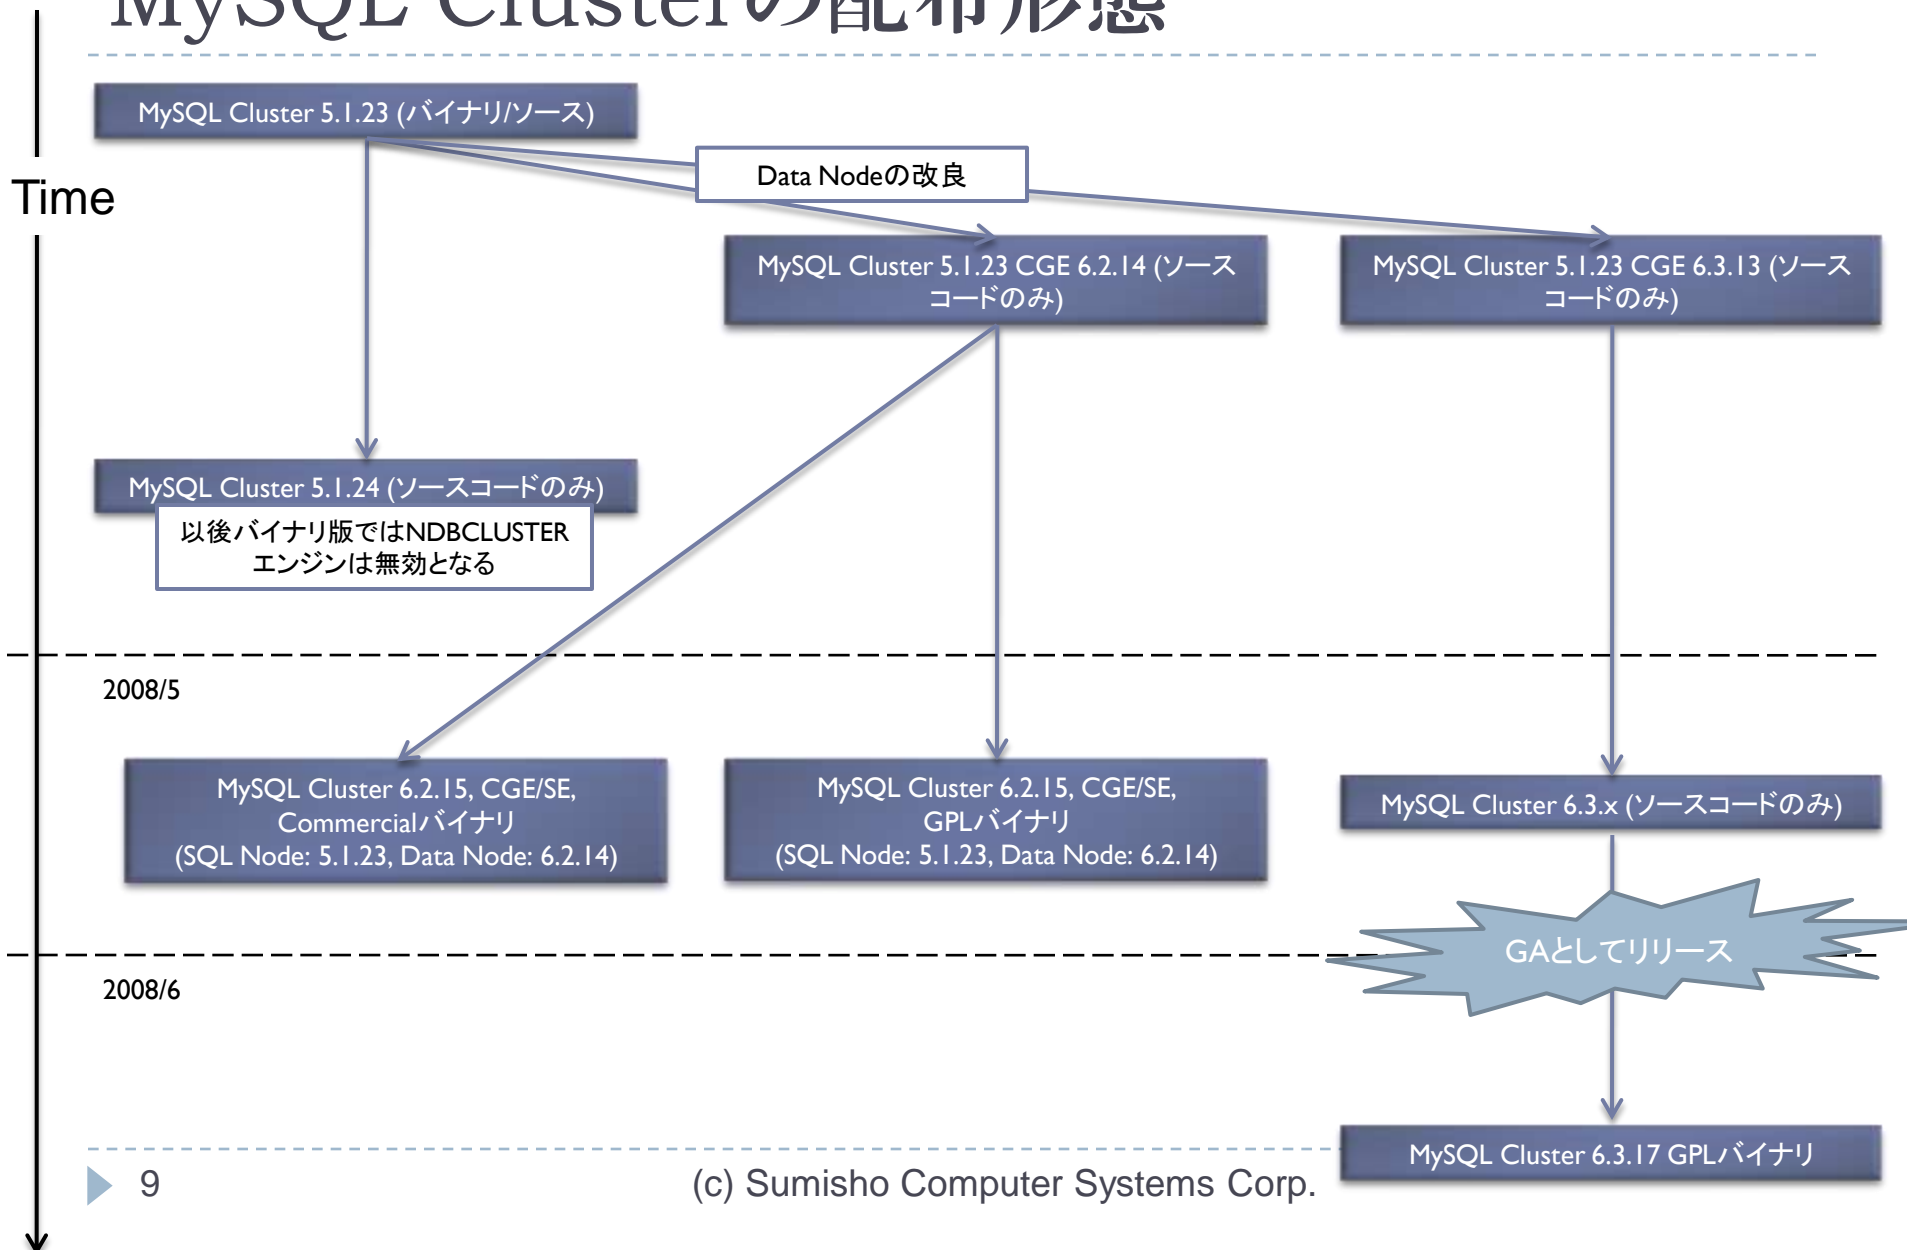 MySQL Clusterの配布形態
MySQL Cluster 5.1.23 (バイナリ/ソース)
Data Nodeの改良
Time
MySQL Cluster 5.1.23 CGE 6.2.14 (ソース
コードのみ)
MySQL Cluster 5.1.23 CGE 6.3.13 (ソース
コードのみ)
MySQL Cluster 5.1.24 (ソースコードのみ)
以後バイナリ版ではNDBCLUSTER
エンジンは無効となる
2008/5
MySQL Cluster 6.2.15, CGE/SE,
Commercialバイナリ
(SQL Node: 5.1.23, Data Node: 6.2.14)
MySQL Cluster 6.2.15, CGE/SE,
GPLバイナリ
(SQL Node: 5.1.23, Data Node: 6.2.14)
MySQL Cluster 6.3.x (ソースコードのみ)
GAとしてリリース
2008/6
MySQL Cluster 6.3.17 GPLバイナリ
9
(c) Sumisho Computer Systems Corp.